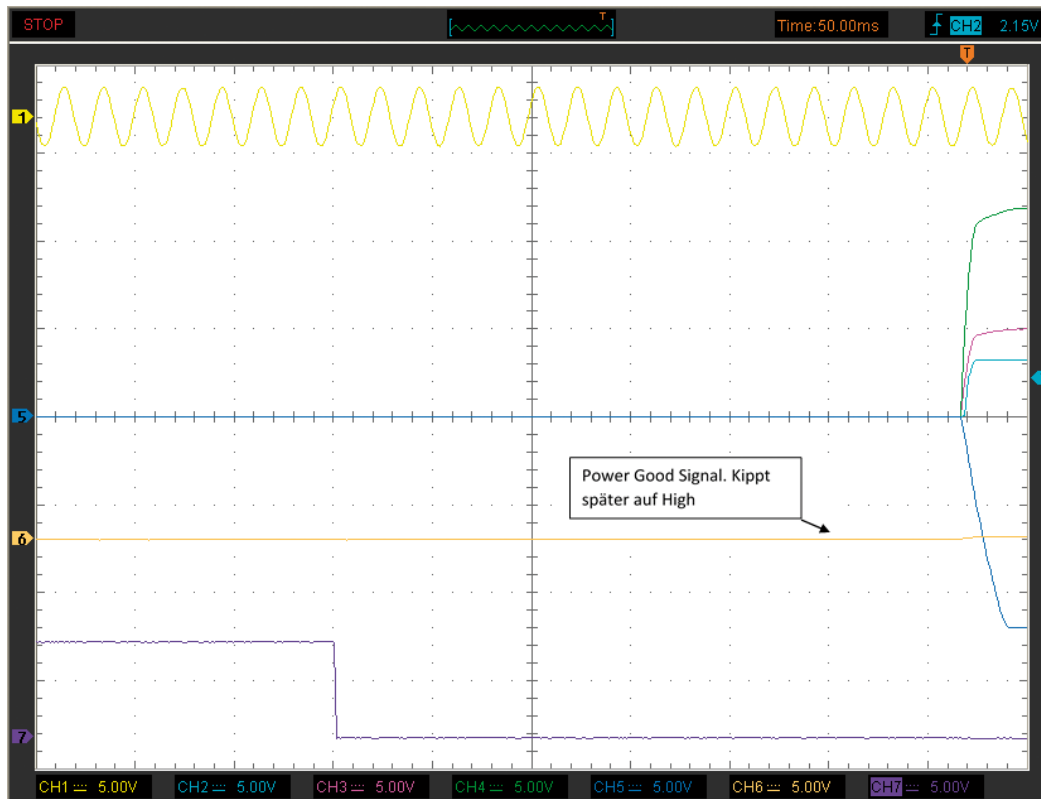 STOP
T
Time:50.00ms
CH2 2.15V
T
1
5
Power Good Signal. Kippt
später auf High
6
7
CH1 5.00V CH2 5.00V CH3 5.00V CH4 5.00V CH5 5.00V CH6 5.00V CH7 5.00V